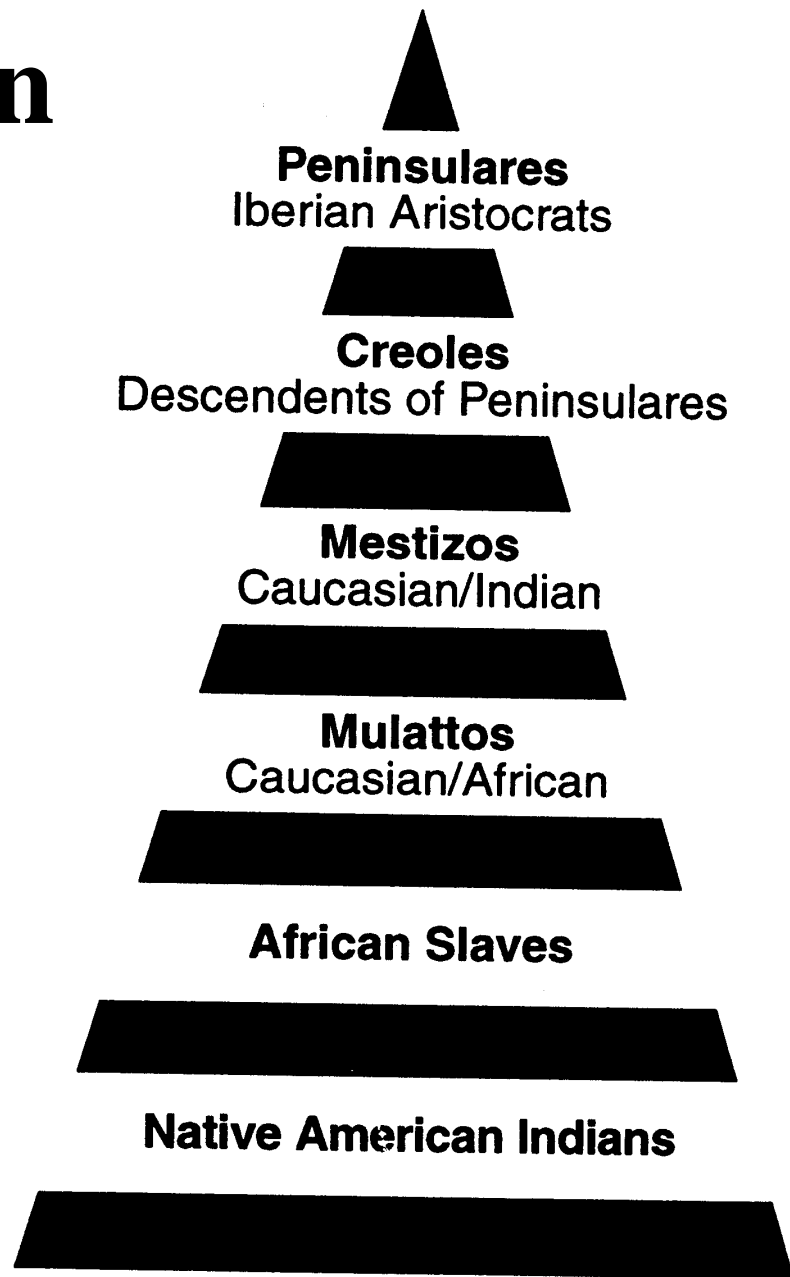 n
Peninsulares
Iberian Aristocrats
Creoles
Descendents of Peninsulares
Mestizos
Caucasian/Indian
Mulattos
Caucasian/African
African Slaves
Native American Indians